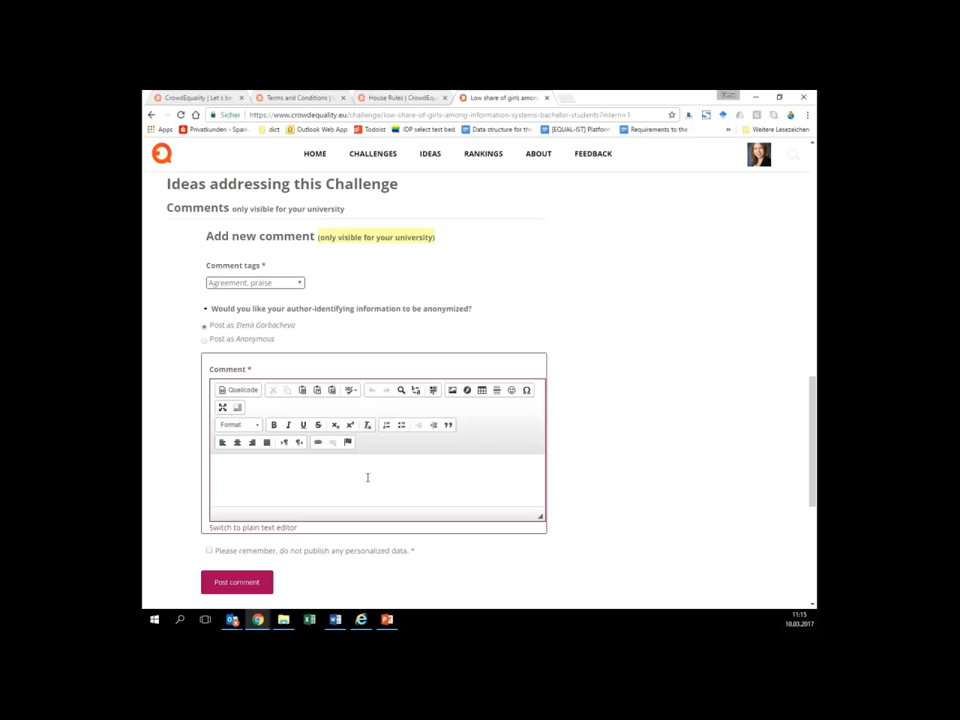 CrowdEquality | Let's br
Terms and Conditions |
House Rules | CrowdEq
Low share of girls among
Sicher
https://www.crowdequality.eu/challenge/low-share-of-girls-among-information-systems-bachelor-students?intern=1
Apps
Privatkunden - Spark
dict
Outlook Web App
Todoist
IDP select test bed
Data structure for the
[EQUAL-IST] Platform
Requirements to the
»
Weitere Lesezeichen
HOME
CHALLENGES
IDEAS
RANKINGS
ABOUT
FEEDBACK
Ideas addressing this Challenge
Comments only visible for your university
Add new comment (only visible for your university)
Comment tags *
Agreement, praise
Would you like your author-identifying information to be anonymized?
Post as Elena Gorbacheva
Post as Anonymous
Comment *
Quellcode
Format
B I U S x₂ x² Tx
Switch to plain text editor
Please remember, do not publish any personalized data. *
Post comment
11:15
10.03.2017